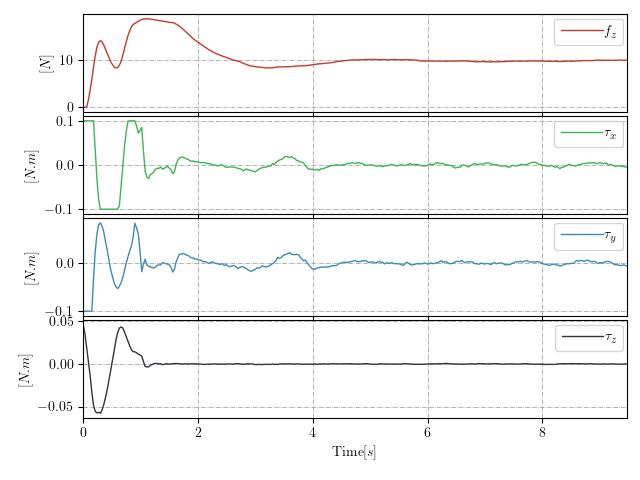 [N]
10
0
f_z
[N.m]
0.1
0.0
−0.1
τ_x
[N.m]
0.0
−0.1
τ_y
[N.m]
0.05
0.00
−0.05
τ_z
0 2 4 6 8
Time[s]